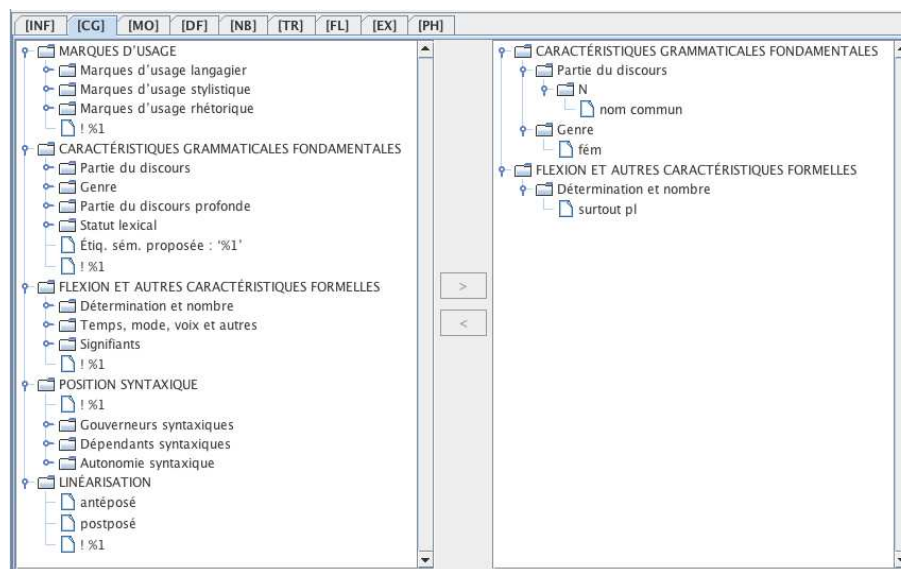 [INF] [CG] [MO] [DF] [NB] [TR] [FL] [EX] [PH]
MARQUES D'USAGE
Marques d'usage langagier
Marques d'usage stylistique
Marques d'usage rhétorique
! %1
CARACTÉRISTIQUES GRAMMATICALES FONDAMENTALES
Partie du discours
Genre
Partie du discours profonde
Statut lexical
Étiq. sém. proposée : '%1'
! %1
FLEXION ET AUTRES CARACTÉRISTIQUES FORMELLES
Détermination et nombre
Temps, mode, voix et autres
Signifiants
! %1
POSITION SYNTAXIQUE
! %1
Gouverneurs syntaxiques
Dépendants syntaxiques
Autonomie syntaxique
LINÉARISATION
antéposé
postposé
! %1
>
<
CARACTÉRISTIQUES GRAMMATICALES FONDAMENTALES
Partie du discours
N
nom commun
Genre
fém
FLEXION ET AUTRES CARACTÉRISTIQUES FORMELLES
Détermination et nombre
surtout pl